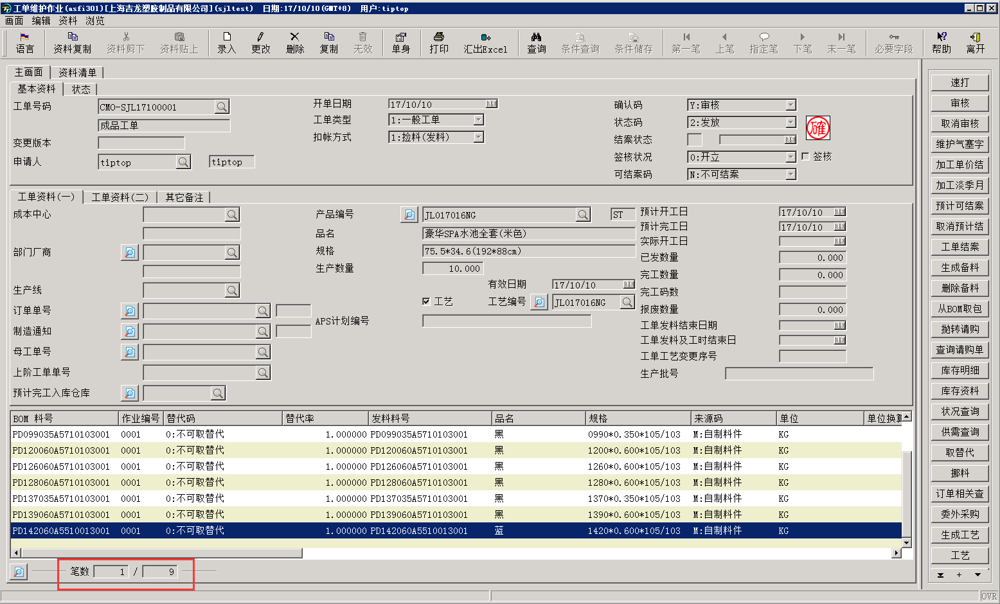 工单维护作业(asfi301)[上海吉龙塑胶制品有限公司](sjltest) 日期:17/10/10(GMT+8) 用户:tiptop
画面 编辑 资料 浏览
语言 资料复制 资料剪下 资料贴上 录入 更改 删除 复制 无效 单身 打印 汇出Excel 查询 条件查询 条件储存 第一笔 上笔 指定笔 下笔 末一笔 必要字段 帮助 离开
主画面 资料清单
基本资料 状态
工单号码 CMO-SJL17100001
成品工单
变更版本
申请人 tiptop tiptop
开单日期 17/10/10
工单类型 1:一般工单
扣帐方式 1:捡料(发料)
确认码 Y:审核
状态码 2:发放
结案状态
签核状况 0:开立 签核
可结案码 N:不可结案
確
工单资料(一) 工单资料(二) 其它备注
成本中心
部门厂商
生产线
订单单号
制造通知
母工单号
上阶工单单号
预计完工入库仓库
产品编号 JL017016NG ST
品名 豪华SPA水池全套(米色)
规格 75.5*34.6(192*88cm)
生产数量 10.000
有效日期 17/10/10
工艺 工艺编号 JL017016NG
APS计划编号
预计开工日 17/10/10
预计完工日 17/10/10
实际开工日
已发数量 0.000
完工数量 0.000
完工码数
报废数量 0.000
工单发料结束日期
工单发料及工时结束日
工单工艺变更序号
生产批号
BOM 料号 作业编号 替代码 替代率 发料料号 品名 规格 来源码 单位 单位换算
PD099035A5710103001 0001 0:不可取替代 1.000000 PD099035A5710103001 黑 0990*0.350*105/103 M:自制料件 KG
PD120060A5710103001 0001 0:不可取替代 1.000000 PD120060A5710103001 黑 1200*0.600*105/103 M:自制料件 KG
PD126060A5710103001 0001 0:不可取替代 1.000000 PD126060A5710103001 黑 1260*0.600*105/103 M:自制料件 KG
PD128060A5710103001 0001 0:不可取替代 1.000000 PD128060A5710103001 黑 1280*0.600*105/103 M:自制料件 KG
PD137035A5710103001 0001 0:不可取替代 1.000000 PD137035A5710103001 黑 1370*0.350*105/103 M:自制料件 KG
PD139060A5710103001 0001 0:不可取替代 1.000000 PD139060A5710103001 黑 1390*0.600*105/103 M:自制料件 KG
PD142060A5510013001 0001 0:不可取替代 1.000000 PD142060A5510013001 蓝 1420*0.600*105/103 M:自制料件 KG
笔数 1 / 9
速打
审核
取消审核
维护气塞字
加工单价结
加工淡季月
预计可结案
取消预计结
工单结案
生成备料
删除备料
从BOM取包
抛转请购
查询请购单
库存明细
库存资料
状况查询
供需查询
取替代
挪料
订单相关查
委外采购
生成工艺
工艺
OVR